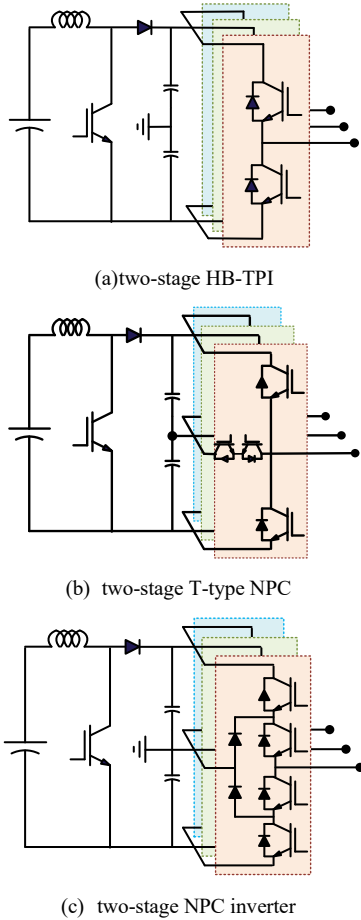 (a)two-stage HB-TPI
(b) two-stage T-type NPC
(c) two-stage NPC inverter